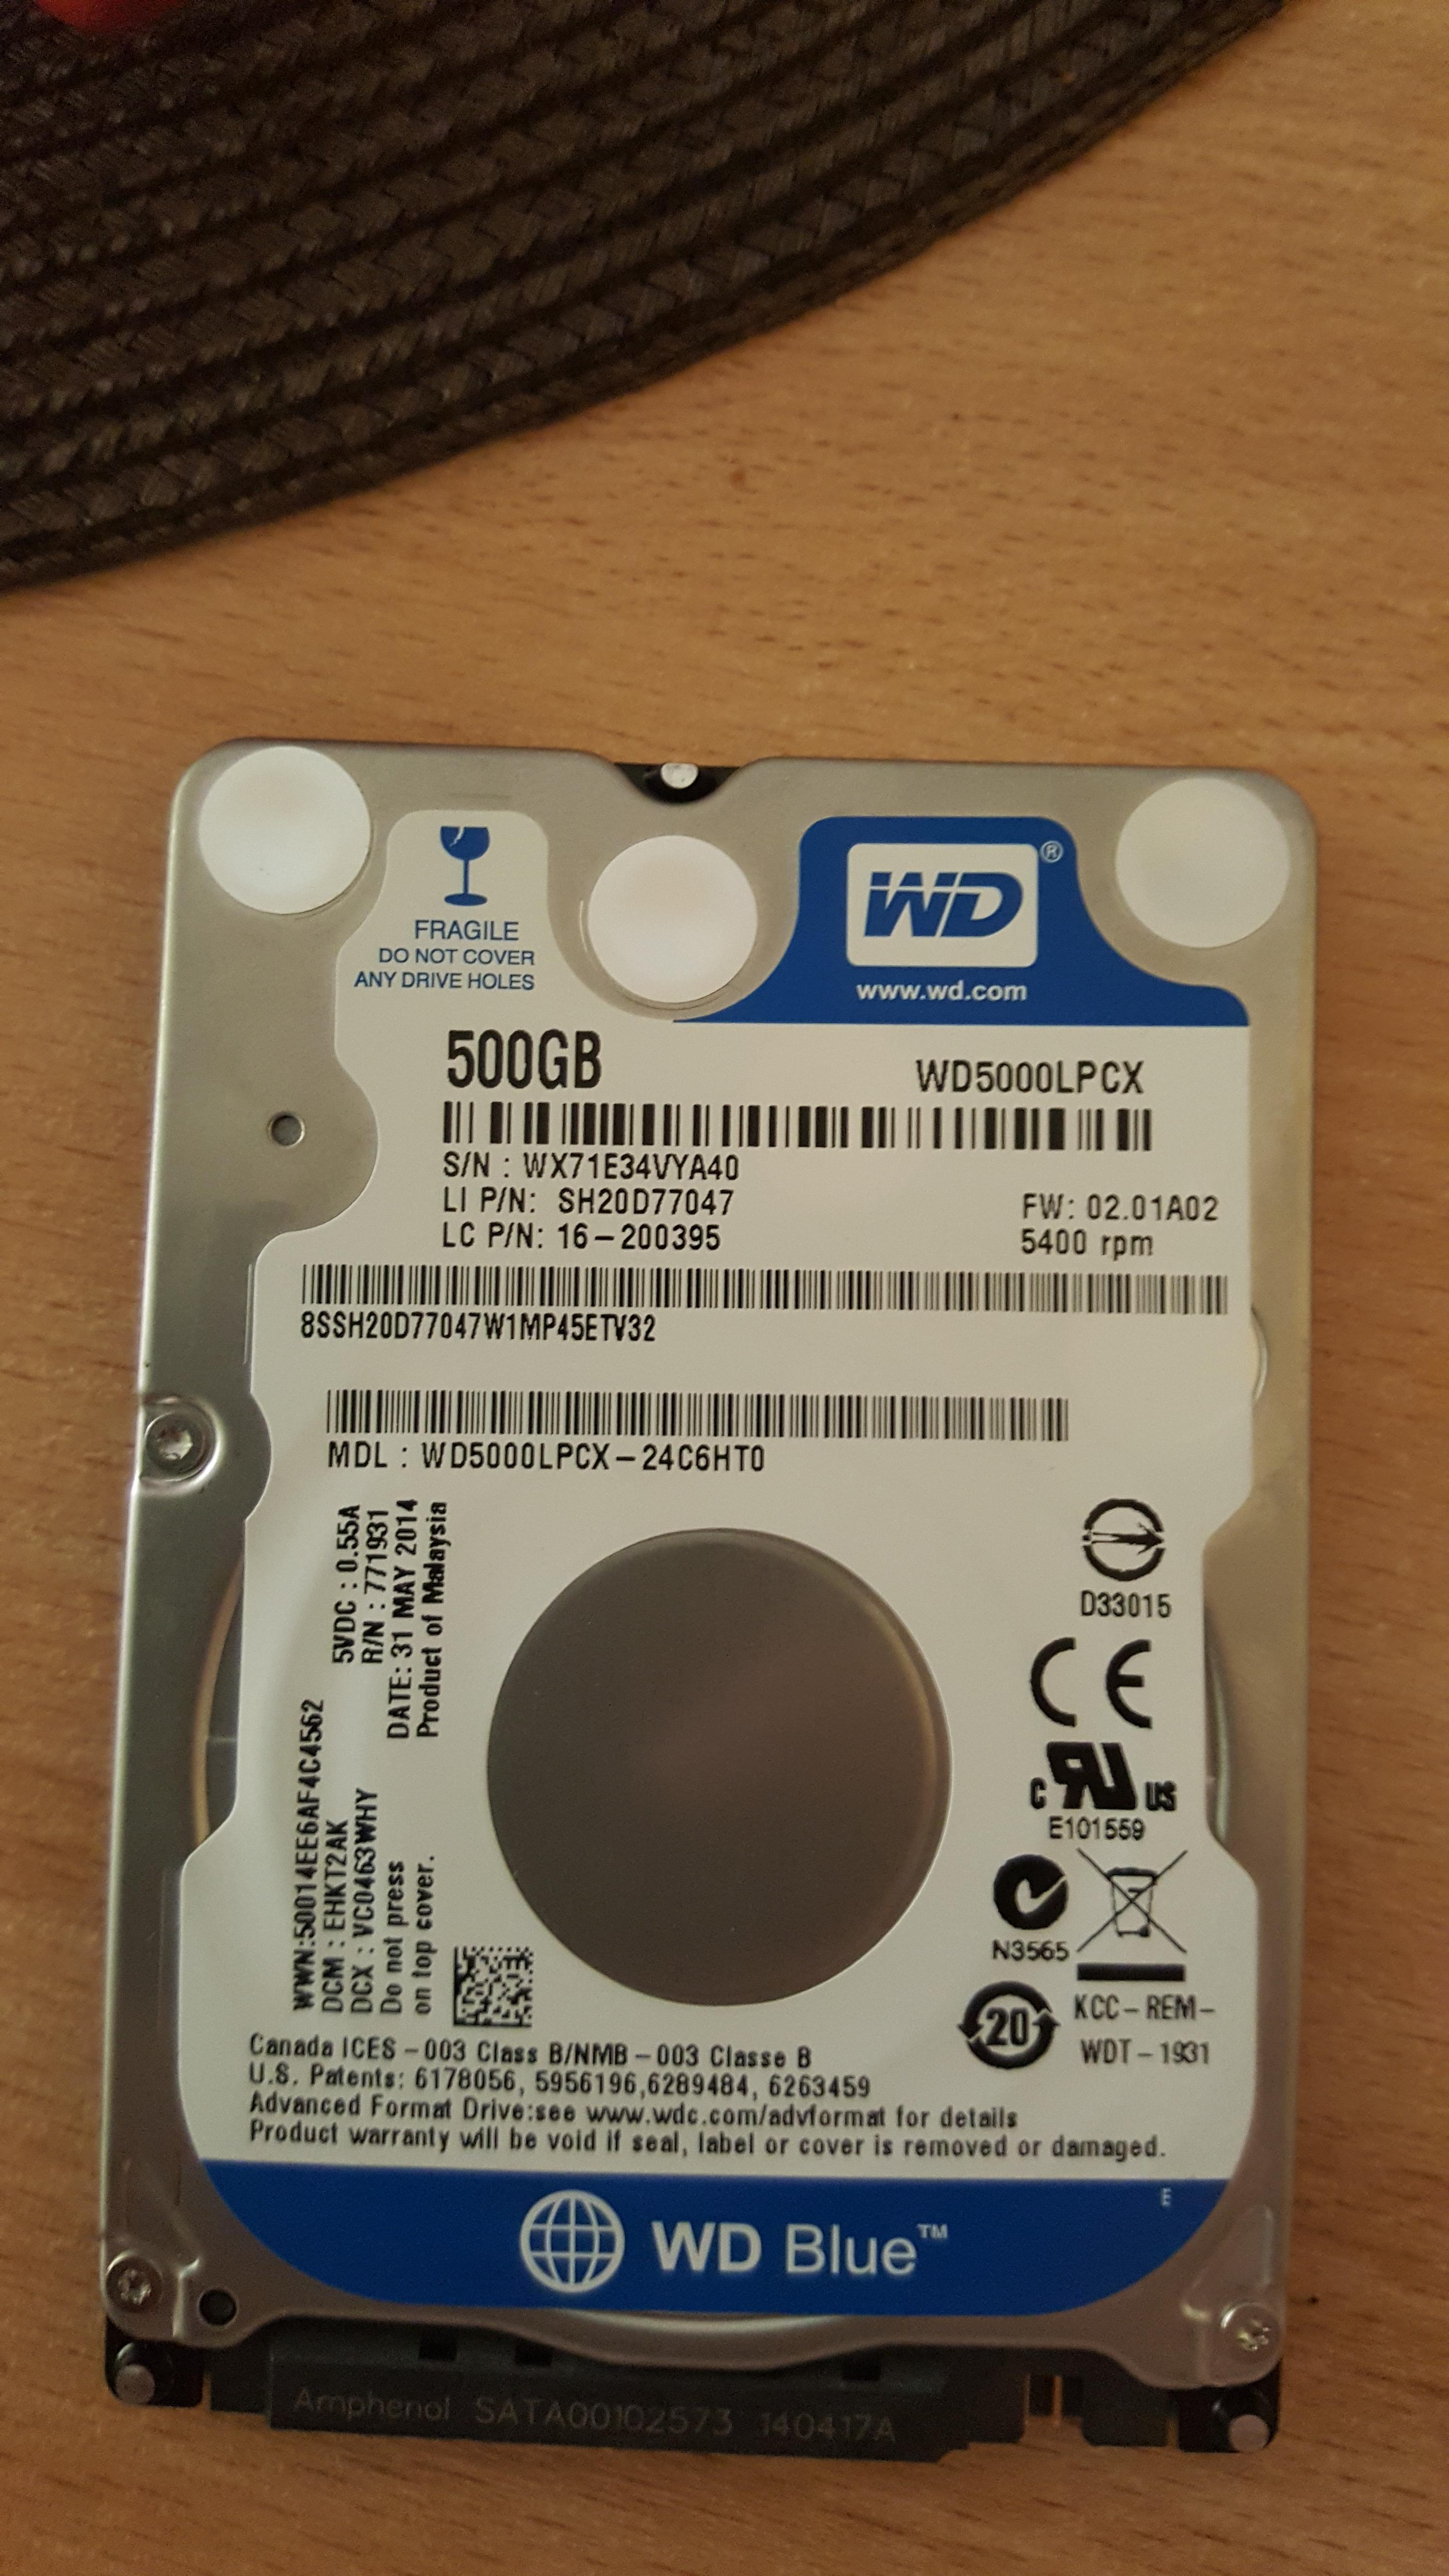 FRAGILE
DO NOT COVER
ANY DRIVE HOLES
WD®
www.wd.com
500GB
WD5000LPCX
S/N : WX71E34VYA40
LI P/N: SH20D77047
LC P/N: 16-200395
FW: 02.01A02
5400 rpm
8SSH20D77047W1MP45ETV32
MDL : WD5000LPCX-24C6HT0
5VDC : 0.55A
R/N : 771931
DATE: 31 MAY 2014
Product of Malaysia
WWN:50014EE6AF4C4562
DCM : EHKT2AK
DCX : VC0463WHY
Do not press
on top cover.
D33015
CE
c RU US
E101559
N3565
20
KCC-REM-
WDT-1931
Canada ICES-003 Class B/NMB-003 Classe B
U.S. Patents: 6178056, 5956196,6289484, 6263459
Advanced Format Drive:see www.wdc.com/advformat for details
Product warranty will be void if seal, label or cover is removed or damaged.
E
WD Blue™
Amphenol SATA00102573 140417A